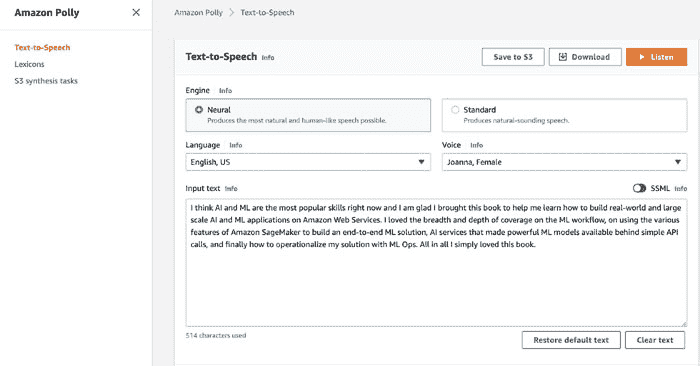 Amazon Polly
Text-to-Speech
Lexicons
S3 synthesis tasks
Amazon Polly > Text-to-Speech
Text-to-Speech Info
Save to S3
Download
Listen
Engine Info
Neural
Produces the most natural and human-like speech possible.
Standard
Produces natural-sounding speech.
Language Info
English, US
Voice Info
Joanna, Female
Input text Info
SSML Info
I think AI and ML are the most popular skills right now and I am glad I brought this book to help me learn how to build real-world and large
scale AI and ML applications on Amazon Web Services. I loved the breadth and depth of coverage on the ML workflow, on using the various
features of Amazon SageMaker to build an end-to-end ML solution, AI services that made powerful ML models available behind simple API
calls, and finally how to operationalize my solution with ML Ops. All in all I simply loved this book.
514 characters used
Restore default text
Clear text